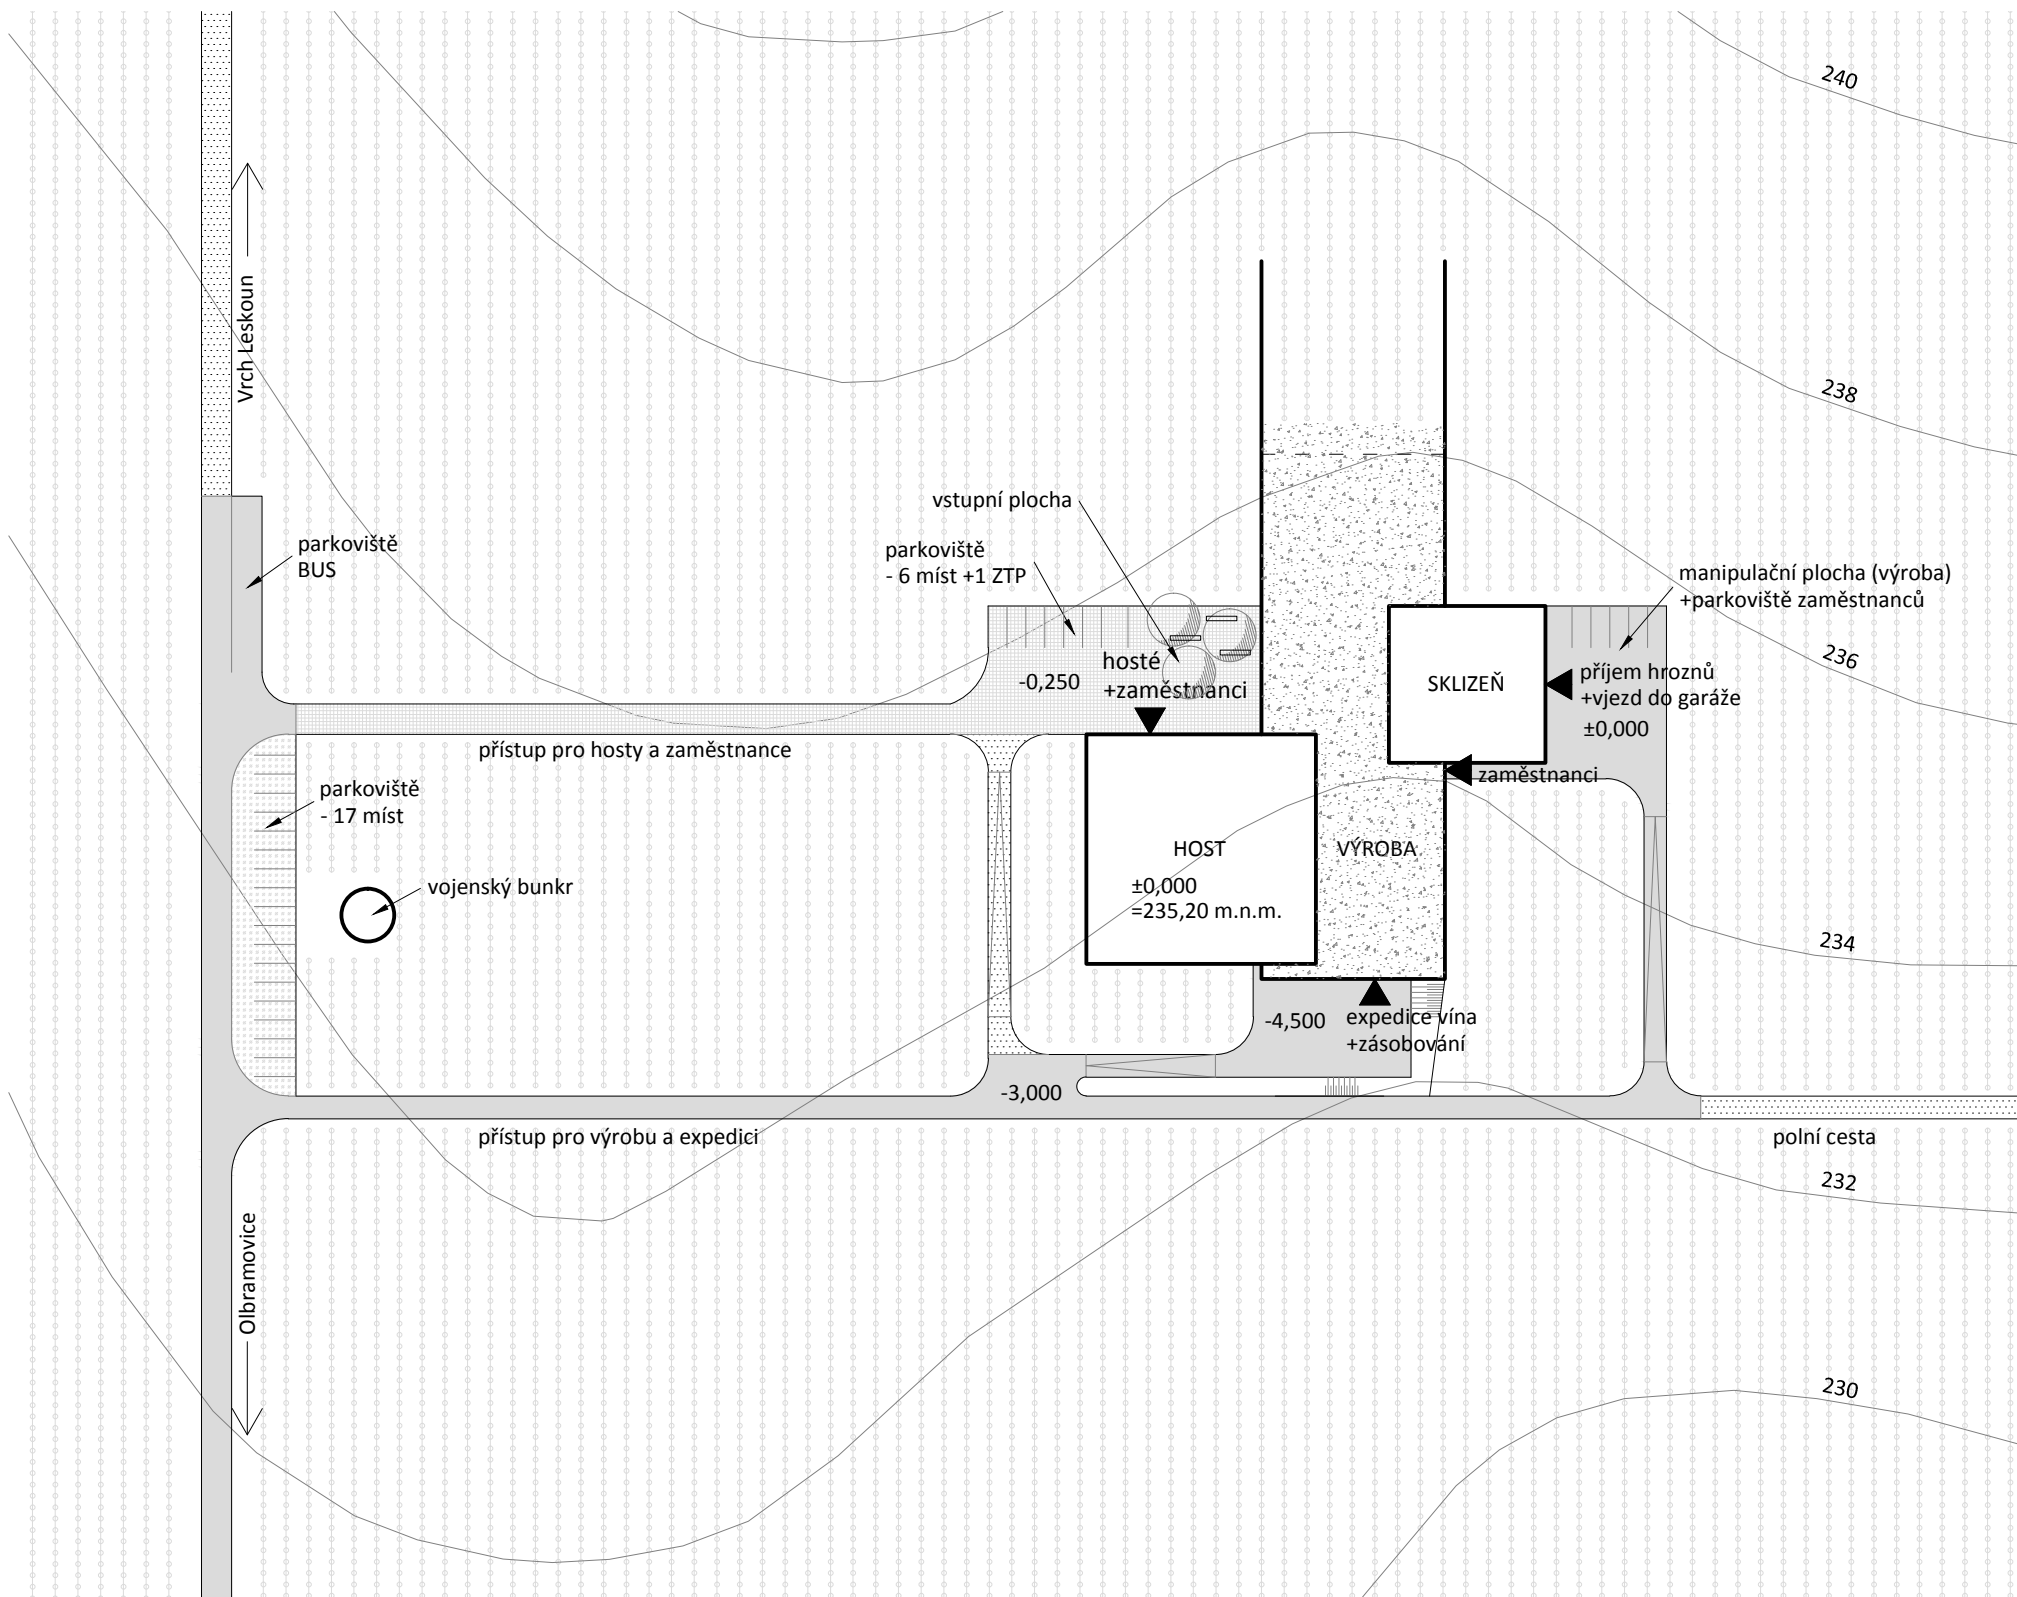 240
Vrch Leskoun
238
vstupní plocha
parkoviště
BUS
parkoviště
- 6 míst +1 ZTP
manipulační plocha (výroba)
+parkoviště zaměstnanců
236
hosté
+zaměstnanci
-0,250
SKLIZEŇ
příjem hroznů
+vjezd do garáže
±0,000
přístup pro hosty a zaměstnance
zaměstnanci
parkoviště
- 17 míst
HOST
VÝROBA
vojenský bunkr
±0,000
=235,20 m.n.m.
234
-4,500
expedice vína
+zásobování
-3,000
přístup pro výrobu a expedici
polní cesta
232
Olbramovice
230